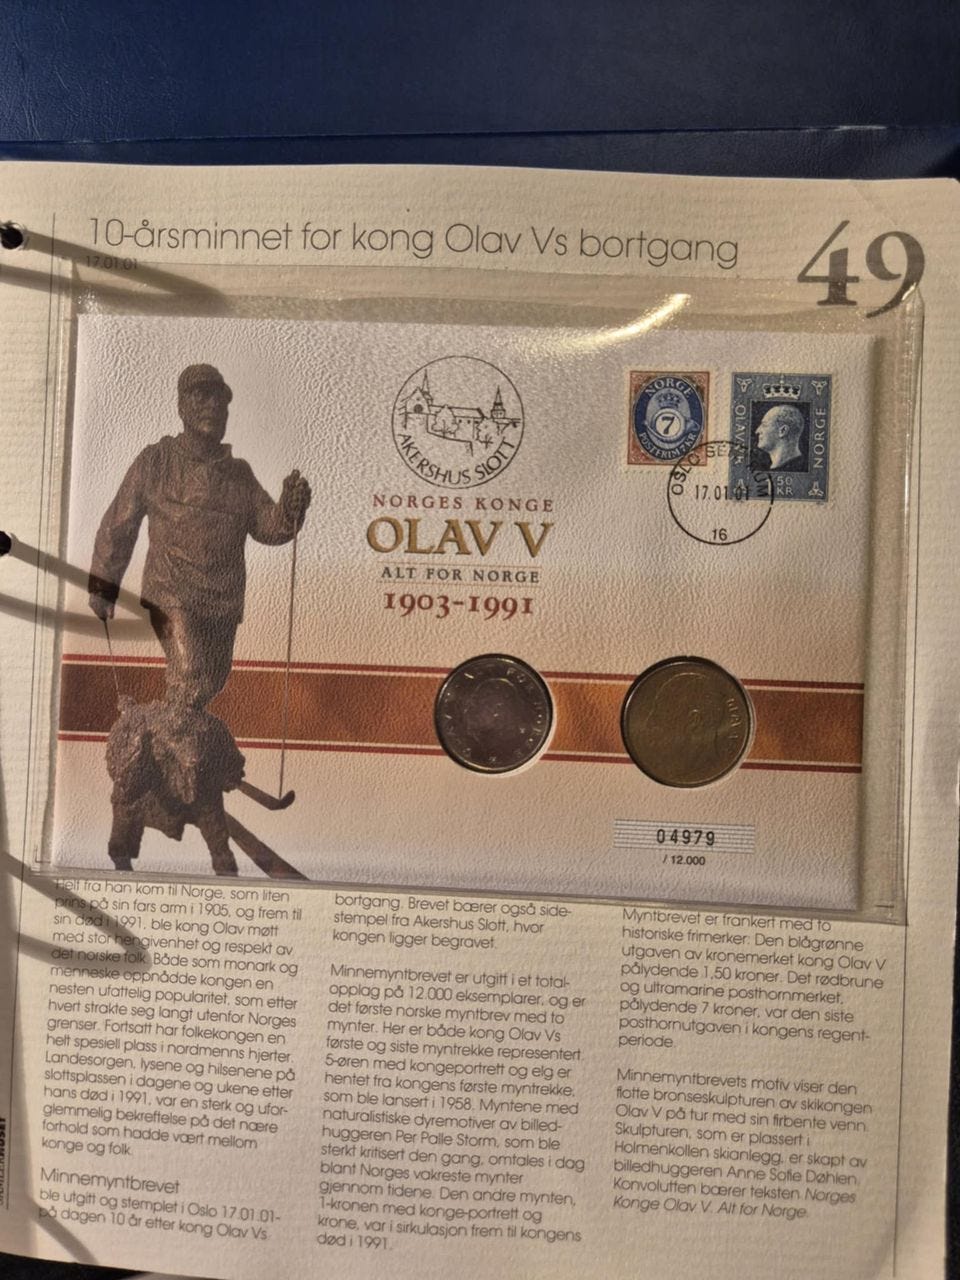 10-årsminnet for kong Olav Vs bortgang
17.01.01
49
AKERSHUS SLOTT
NORGES KONGE
OLAV V
ALT FOR NORGE
1903-1991
NORGE
7
POSTFRIM
OLAV
NORGE
50
KR
OSLO
17.01.01
16
04979
/ 12.000
Helt fra han kom til Norge, som liten
prins på sin fars arm i 1905, og frem til
sin død i 1991, ble kong Olav møtt
med stor hengivenhet og respekt av
det norske folk. Både som monark og
menneske oppnådde kongen en
nesten ufattelig popularitet, som etter
hvert strakte seg langt utenfor Norges
grenser. Fortsatt har folkekongen en
helt spesiell plass i nordmenns hjerter.
Landesorgen, lysene og hilsenene på
slottsplassen i dagene og ukene etter
hans død i 1991, var en sterk og ufor-
glemmelig bekreftelse på det nære
forhold som hadde vært mellom
konge og folk.
Minnemyntbrevet
ble utgitt og stemplet i Oslo 17.01.01-
på dagen 10 år etter kong Olav Vs
bortgang. Brevet bærer også side-
stempel fra Akershus Slott, hvor
kongen ligger begravet.
Minnemyntbrevet er utgitt i et total-
opplag på 12.000 eksemplarer, og er
det første norske myntbrev med to
mynter. Her er både kong Olav Vs
første og siste myntrekke representert.
5-øren med kongeportrett og elg er
hentet fra kongens første myntrekke,
som ble lansert i 1958. Myntene med
naturalistiske dyremotiver av billed-
huggeren Per Palle Storm, som ble
sterkt kritisert den gang, omtales i dag
blant Norges vakreste mynter
gjennom tidene. Den andre mynten,
1-kronen med konge-portrett og
krone, var i sirkulasjon frem til kongens
død i 1991.
Myntbrevet er frankert med to
historiske frimerker: Den blågrønne
utgaven av kronemerket kong Olav V
pålydende 1,50 kroner. Det rødbrune
og ultramarine posthornmerket,
pålydende 7 kroner, var den siste
posthornutgaven i kongens regent-
periode.
Minnemyntbrevets motiv viser den
flotte bronseskulpturen av skikongen
Olav V på tur med sin firbente venn.
Skulpturen, som er plassert i
Holmenkollen skianlegg, er skapt av
billedhuggeren Anne Sofie Døhlen.
Konvolutten bærer teksten Norges
Konge Olav V. Alt for Norge.